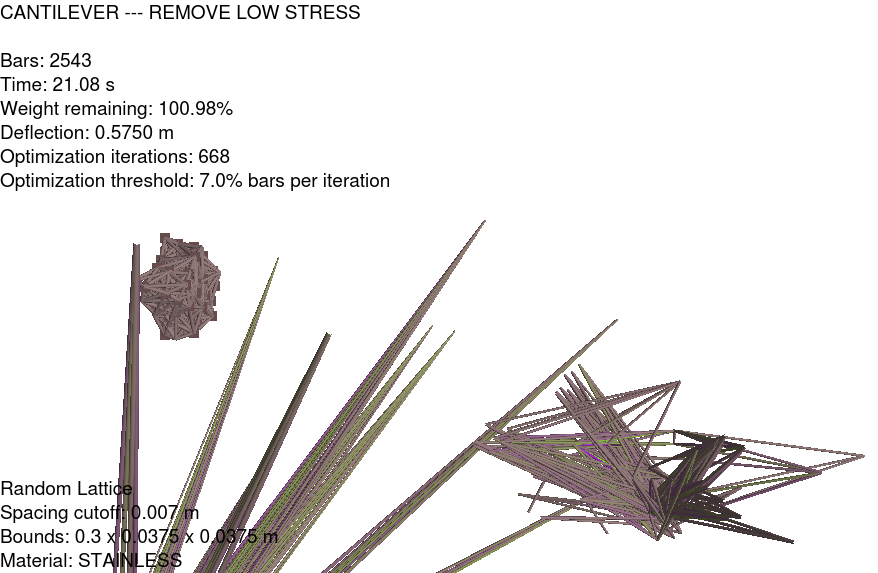 CANTILEVER --- REMOVE LOW STRESS
Bars: 2543
Time: 21.08 s
Weight remaining: 100.98%
Deflection: 0.5750 m
Optimization iterations: 668
Optimization threshold: 7.0% bars per iteration
Random Lattice
Spacing cutoff: 0.007 m
Bounds: 0.3 x 0.0375 x 0.0375 m
Material: STAINLESS